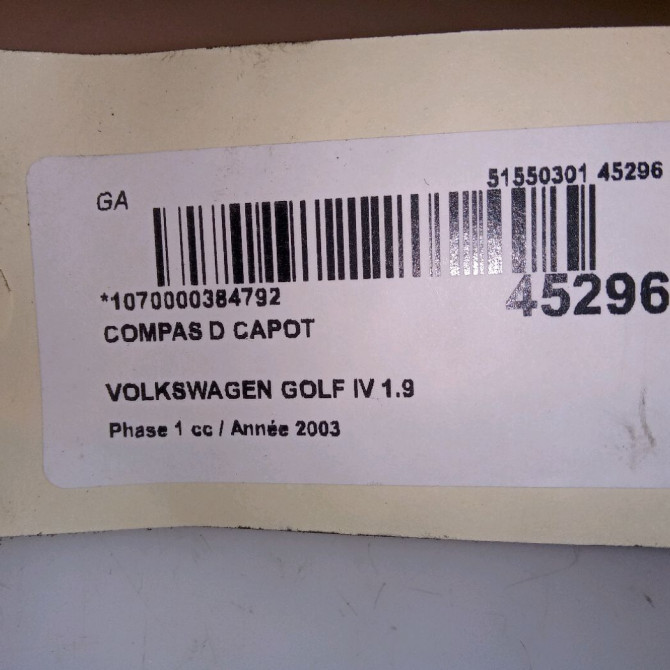 51550301 45296
GA
*1070000384792
45296
COMPAS D CAPOT
VOLKSWAGEN GOLF IV 1.9
Phase 1 cc / Année 2003